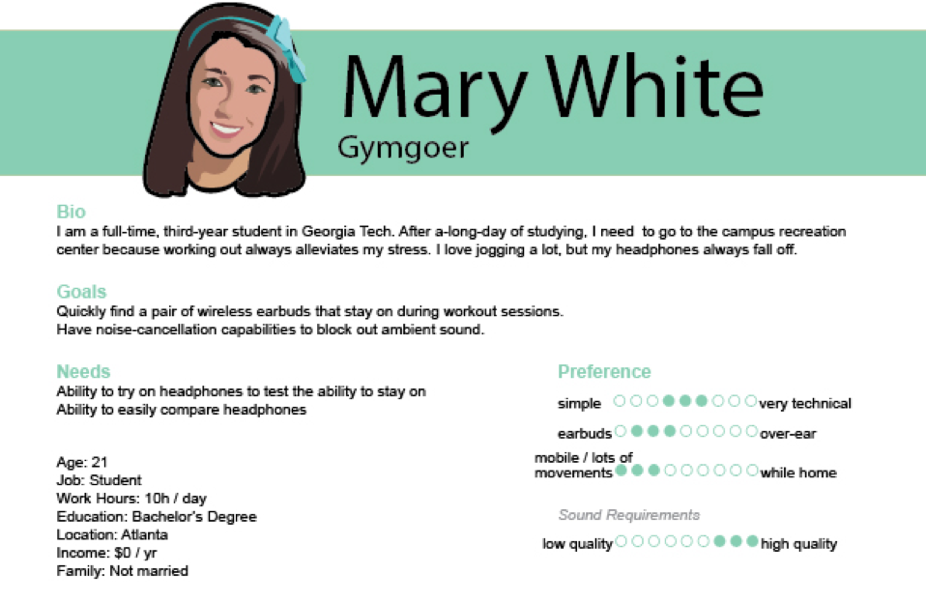 Mary White
Gymgoer
Bio
I am a full-time, third-year student in Georgia Tech. After a-long-day of studying, I need to go to the campus recreation
center because working out always alleviates my stress. I love jogging a lot, but my headphones always fall off.
Goals
Quickly find a pair of wireless earbuds that stay on during workout sessions.
Have noise-cancellation capabilities to block out ambient sound.
Needs
Ability to try on headphones to test the ability to stay on
Ability to easily compare headphones
Age: 21
Job: Student
Work Hours: 10h / day
Education: Bachelor's Degree
Location: Atlanta
Income: $0 / yr
Family: Not married
Preference
simple very technical
earbuds over-ear
mobile / lots of
movements while home
Sound Requirements
low quality high quality